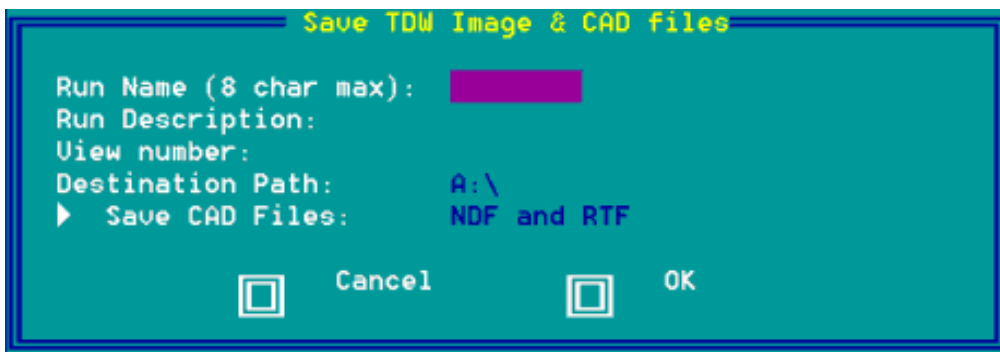 Save TDW Image & CAD files
Run Name (8 char max):
Run Description:
View number:
Destination Path: A:\
Save CAD Files: NDF and RTF
Cancel OK